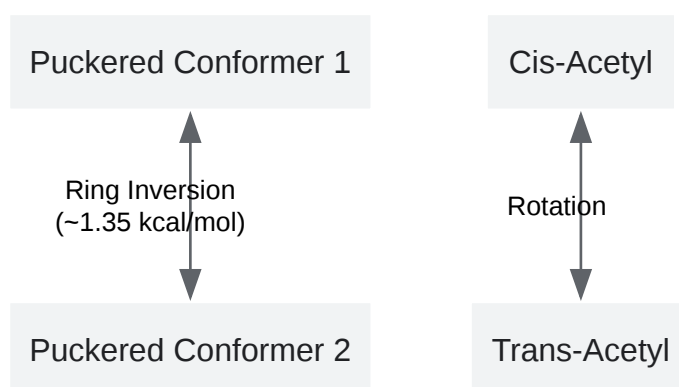 Puckered Conformer 1
Cis-Acetyl
Ring Inversion
(~1.35 kcal/mol)
Rotation
Puckered Conformer 2
Trans-Acetyl